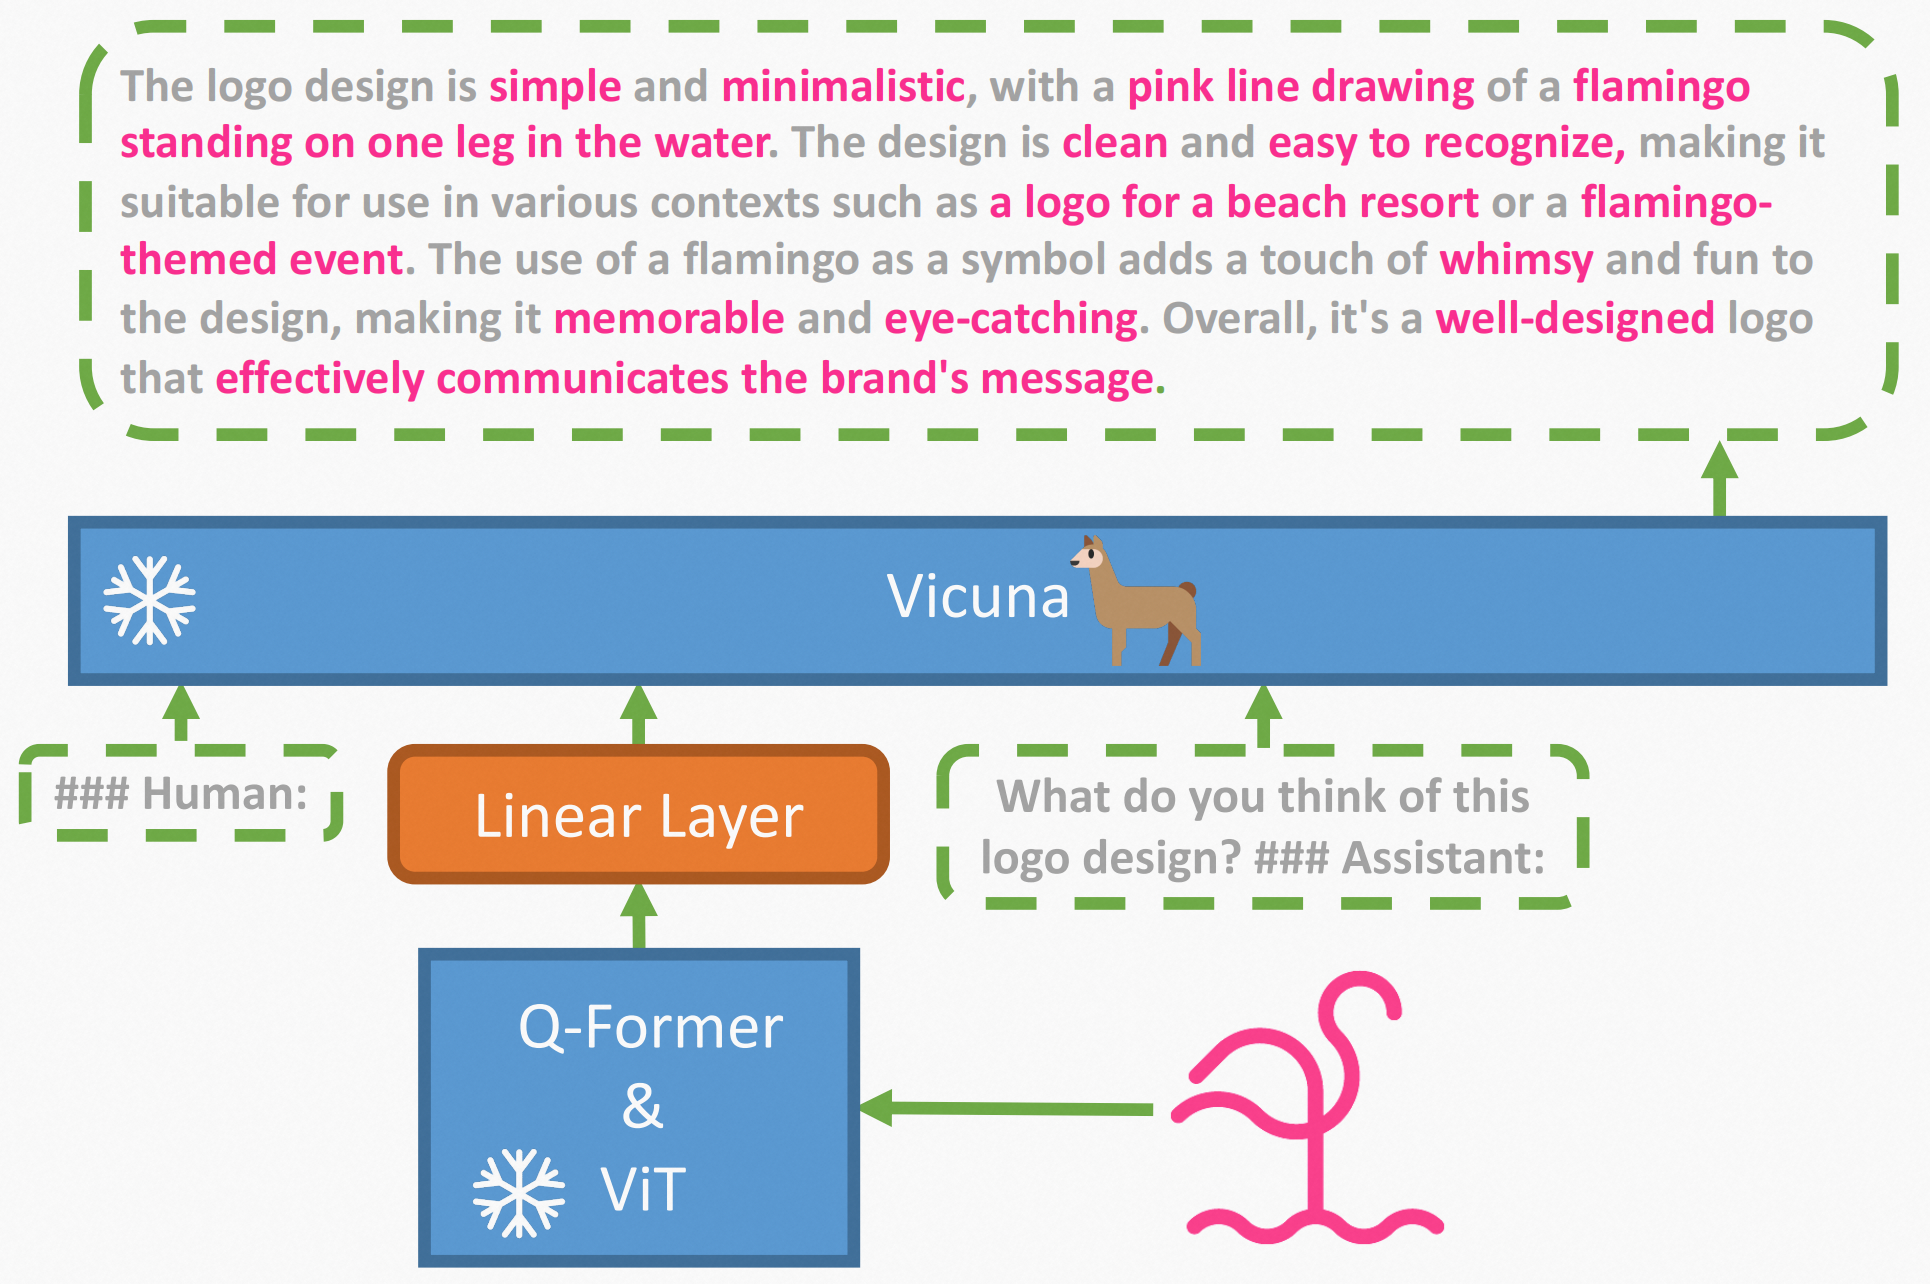 The logo design is simple and minimalistic, with a pink line drawing of a flamingo
standing on one leg in the water. The design is clean and easy to recognize, making it
suitable for use in various contexts such as a logo for a beach resort or a flamingo-
themed event. The use of a flamingo as a symbol adds a touch of whimsy and fun to
the design, making it memorable and eye-catching. Overall, it's a well-designed logo
that effectively communicates the brand's message.
Vicuna
### Human:
Linear Layer
What do you think of this
logo design? ### Assistant:
Q-Former
&
ViT